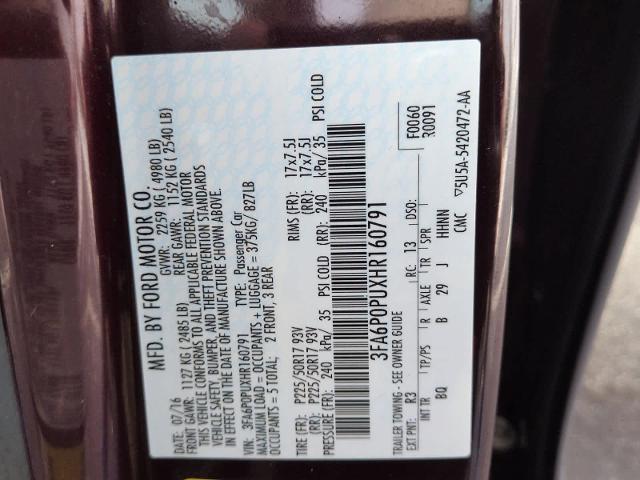 MFD. BY FORD MOTOR CO.
DATE: 07/16 GVWR: 2259 KG ( 4980 LB)
FRONT GAWR: 1127 KG ( 2485 LB) REAR GAWR: 1152 KG ( 2540 LB)
THIS VEHICLE CONFORMS TO ALL APPLICABLE FEDERAL MOTOR
VEHICLE SAFETY, BUMPER, AND THEFT PREVENTION STANDARDS
IN EFFECT ON THE DATE OF MANUFACTURE SHOWN ABOVE.
VIN: 3FA6P0PUXHR160791 TYPE: Passenger Car
MAXIMUM LOAD = OCCUPANTS + LUGGAGE = 375KG/ 827LB
OCCUPANTS = 5 TOTAL: 2 FRONT, 3 REAR
TIRE (FR): P225/50R17 93V RIMS (FR): 17x7.5J
TIRE (RR): P225/50R17 93V (RR): 17x7.5J
PRESSURE (FR): 240 kPa/ 35 PSI COLD (RR): 240 kPa/ 35 PSI COLD
3FA6P0PUXHR160791
F0060
30091
TRAILER TOWING - SEE OWNER GUIDE
EXT PNT: R3 RC: 13 DSO:
INT TR TP/PS R AXLE TR SPR
BQ B 29 J HHMN
CMC ▽5U5A-5420472-AA